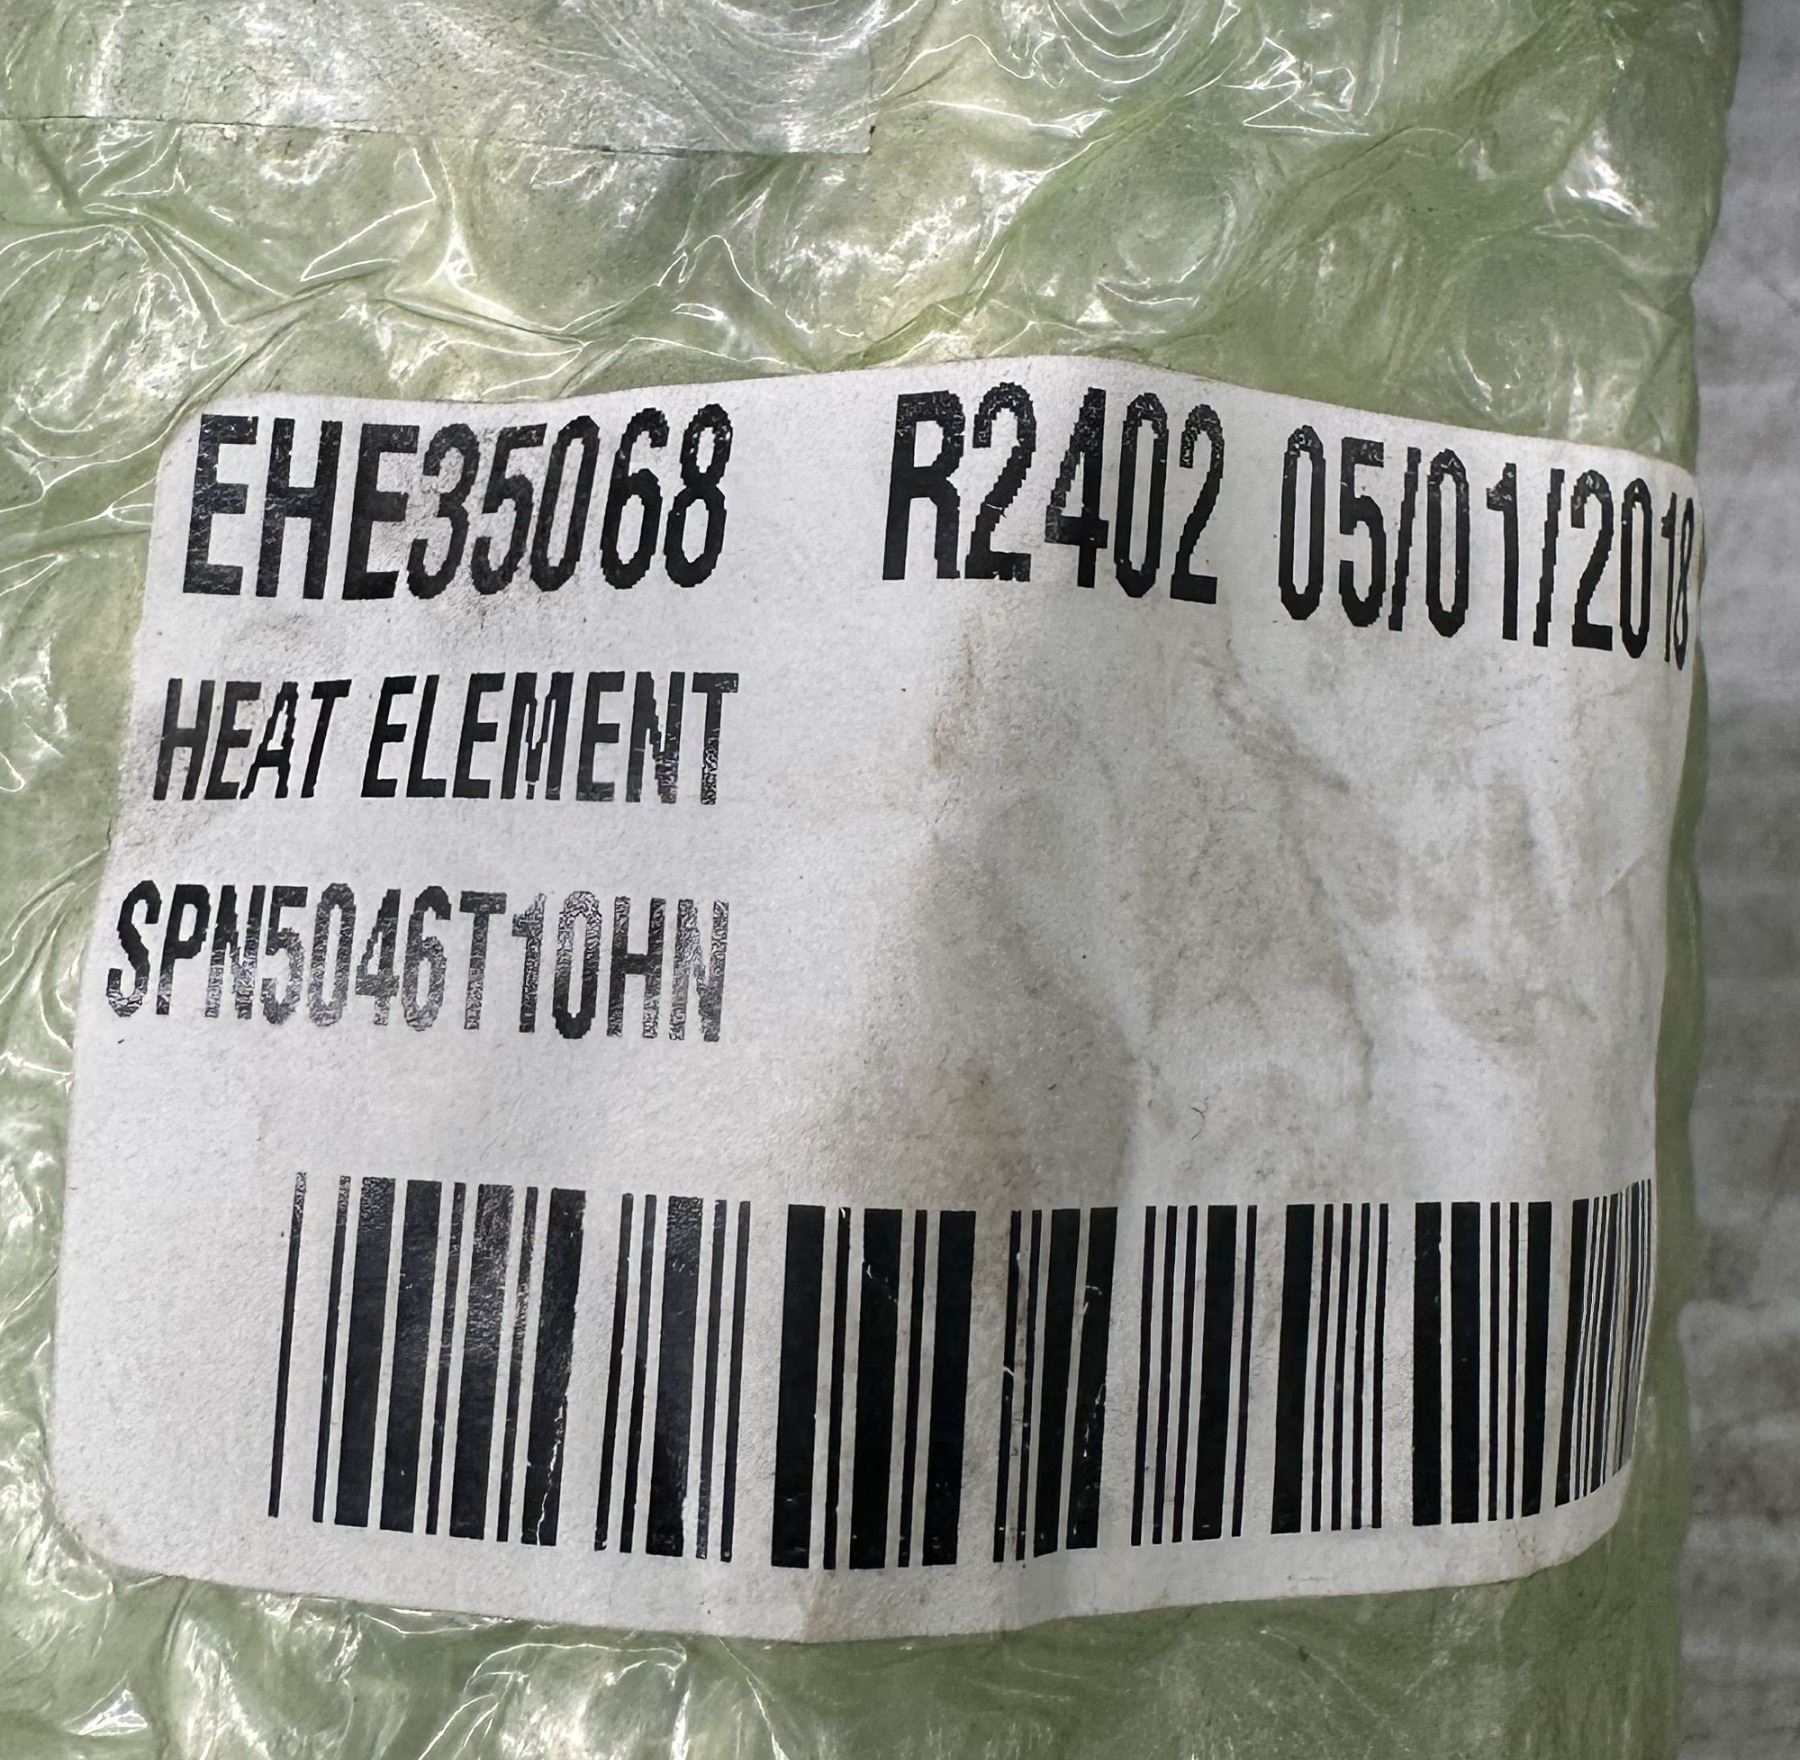 EHE35068 R2402 05/01/2018
HEAT ELEMENT
SPN5046T10HN